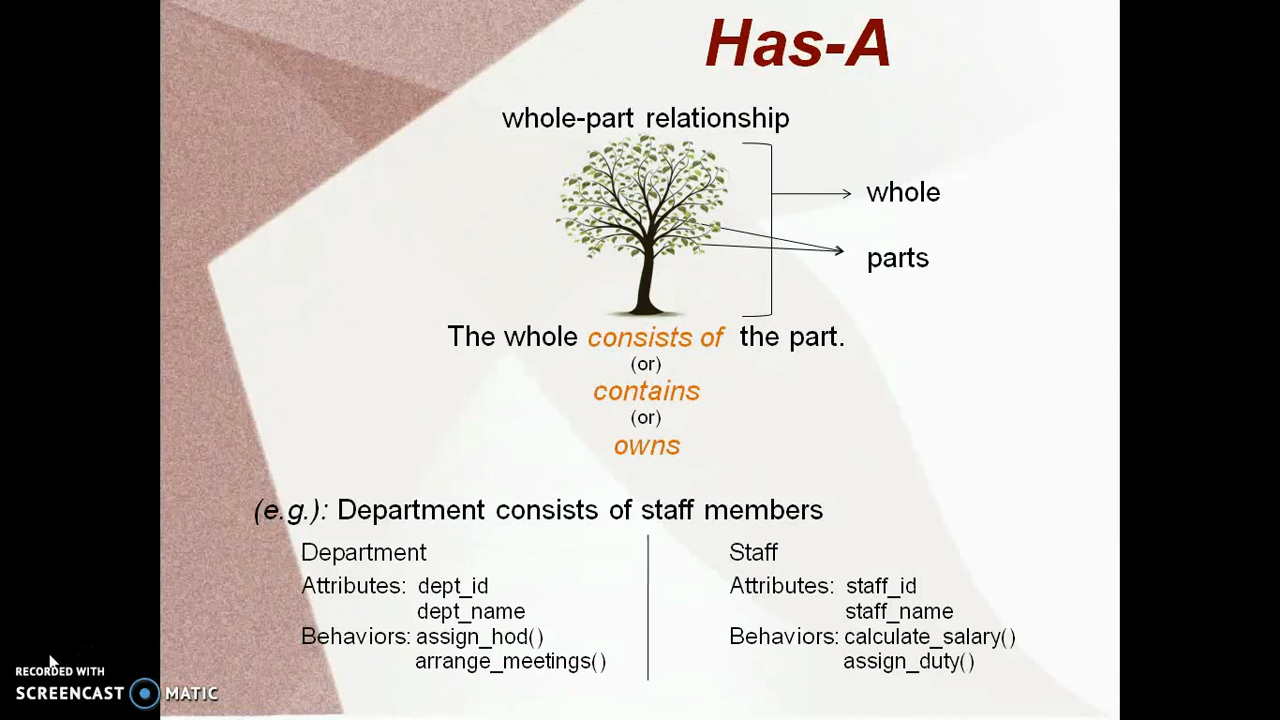 Has-A
whole-part relationship
whole
parts
The whole consists of the part.
(or)
contains
(or)
owns
(e.g.): Department consists of staff members
Department
Attributes: dept_id
dept_name
Behaviors: assign_hod()
arrange_meetings()
Staff
Attributes: staff_id
staff_name
Behaviors: calculate_salary()
assign_duty()
RECORDED WITH
SCREENCAST MATIC